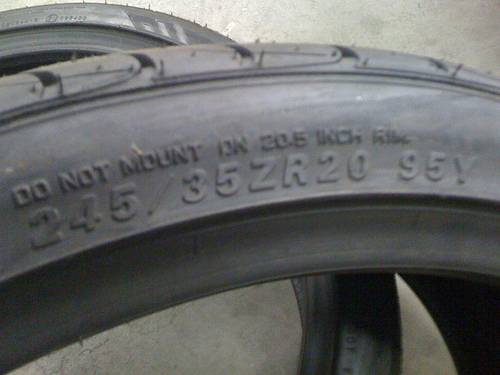 DO NOT MOUNT ON 20.5 INCH RIM.
245/35ZR20 95Y